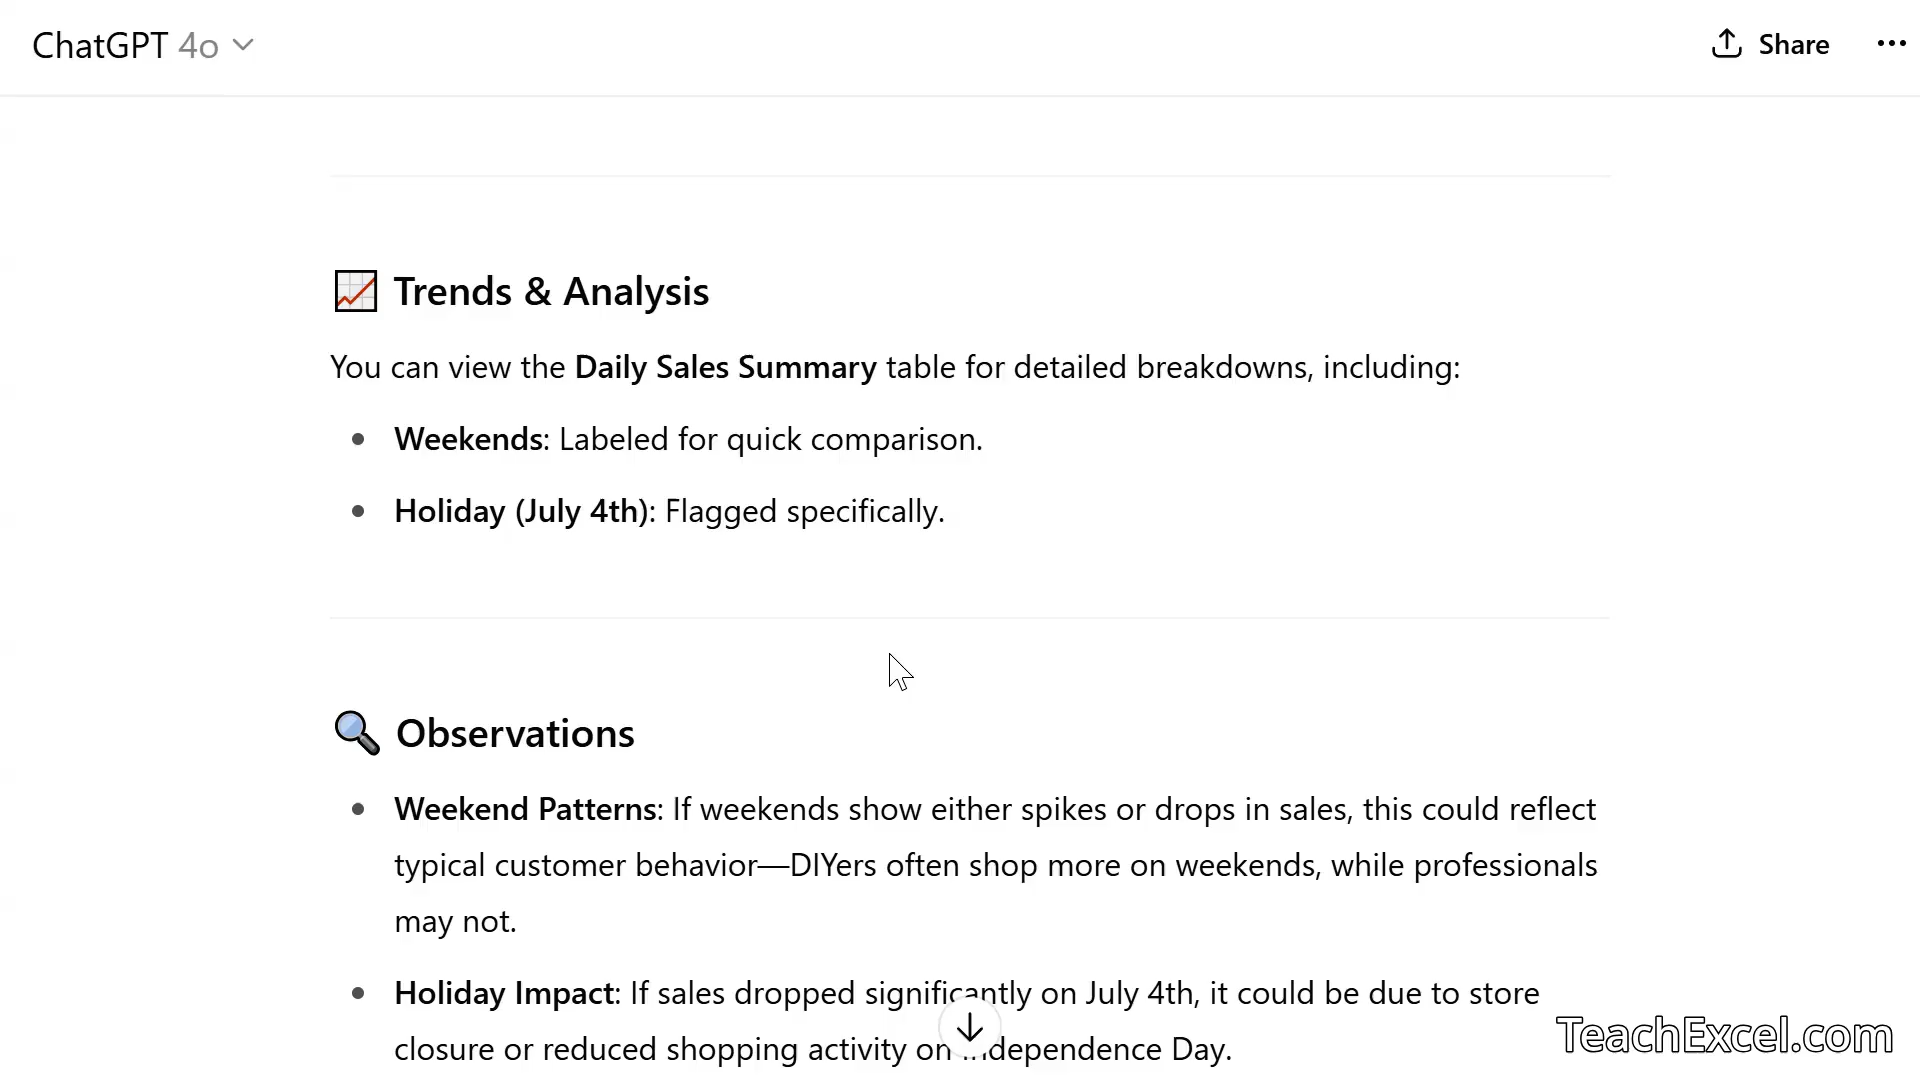 ChatGPT 4o
Share
Trends & Analysis
You can view the Daily Sales Summary table for detailed breakdowns, including:
Weekends: Labeled for quick comparison.
Holiday (July 4th): Flagged specifically.
Observations
Weekend Patterns: If weekends show either spikes or drops in sales, this could reflect
typical customer behavior—DIYers often shop more on weekends, while professionals
may not.
Holiday Impact: If sales dropped significantly on July 4th, it could be due to store
closure or reduced shopping activity on Independence Day.
TeachExcel.com